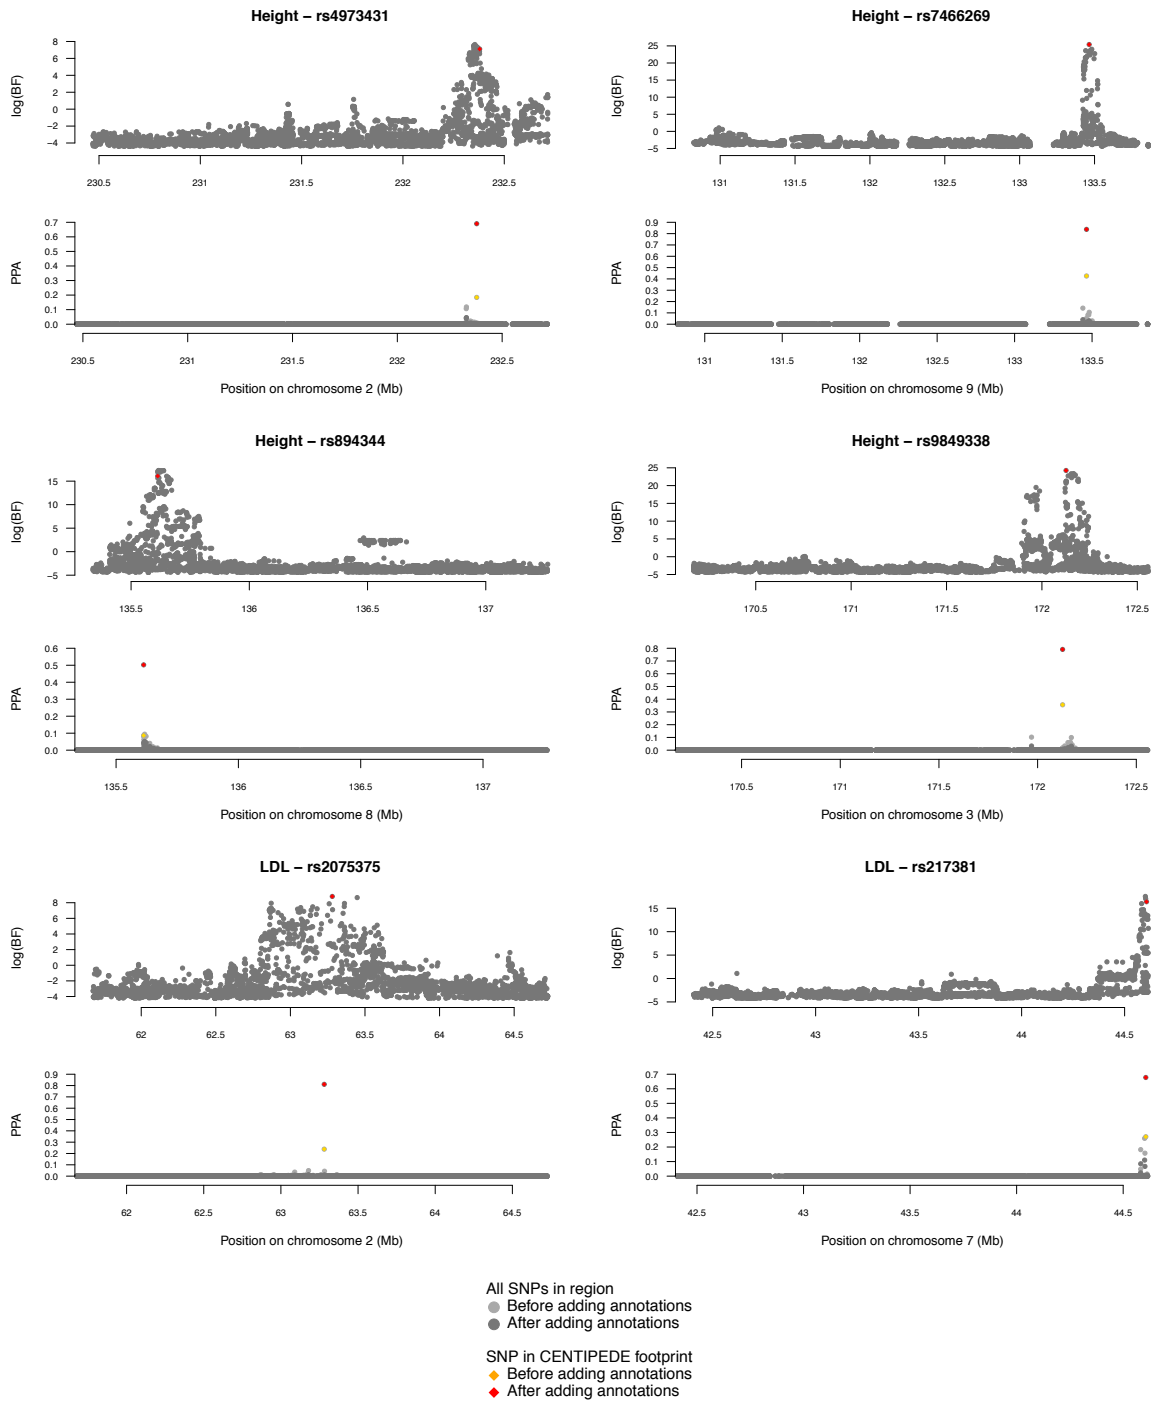 Height – rs4973431
log(BF)
8
6
4
2
0
−2
−4
230.5 231 231.5 232 232.5
PPA
0.7
0.6
0.5
0.4
0.3
0.2
0.1
0.0
230.5 231 231.5 232 232.5
Position on chromosome 2 (Mb)
Height – rs7466269
log(BF)
25
20
15
10
5
0
−5
131 131.5 132 132.5 133 133.5
PPA
0.9
0.8
0.7
0.6
0.5
0.4
0.3
0.2
0.1
0.0
131 131.5 132 132.5 133 133.5
Position on chromosome 9 (Mb)
Height – rs894344
log(BF)
15
10
5
0
−5
135.5 136 136.5 137
PPA
0.6
0.5
0.4
0.3
0.2
0.1
0.0
135.5 136 136.5 137
Position on chromosome 8 (Mb)
Height – rs9849338
log(BF)
25
20
15
10
5
0
−5
170.5 171 171.5 172 172.5
PPA
0.8
0.7
0.6
0.5
0.4
0.3
0.2
0.1
0.0
170.5 171 171.5 172 172.5
Position on chromosome 3 (Mb)
LDL – rs2075375
log(BF)
8
6
4
2
0
−2
−4
62 62.5 63 63.5 64 64.5
PPA
0.9
0.8
0.7
0.6
0.5
0.4
0.3
0.2
0.1
0.0
62 62.5 63 63.5 64 64.5
Position on chromosome 2 (Mb)
LDL – rs217381
log(BF)
15
10
5
0
−5
42.5 43 43.5 44 44.5
PPA
0.7
0.6
0.5
0.4
0.3
0.2
0.1
0.0
42.5 43 43.5 44 44.5
Position on chromosome 7 (Mb)
All SNPs in region
Before adding annotations
After adding annotations
SNP in CENTIPEDE footprint
Before adding annotations
After adding annotations